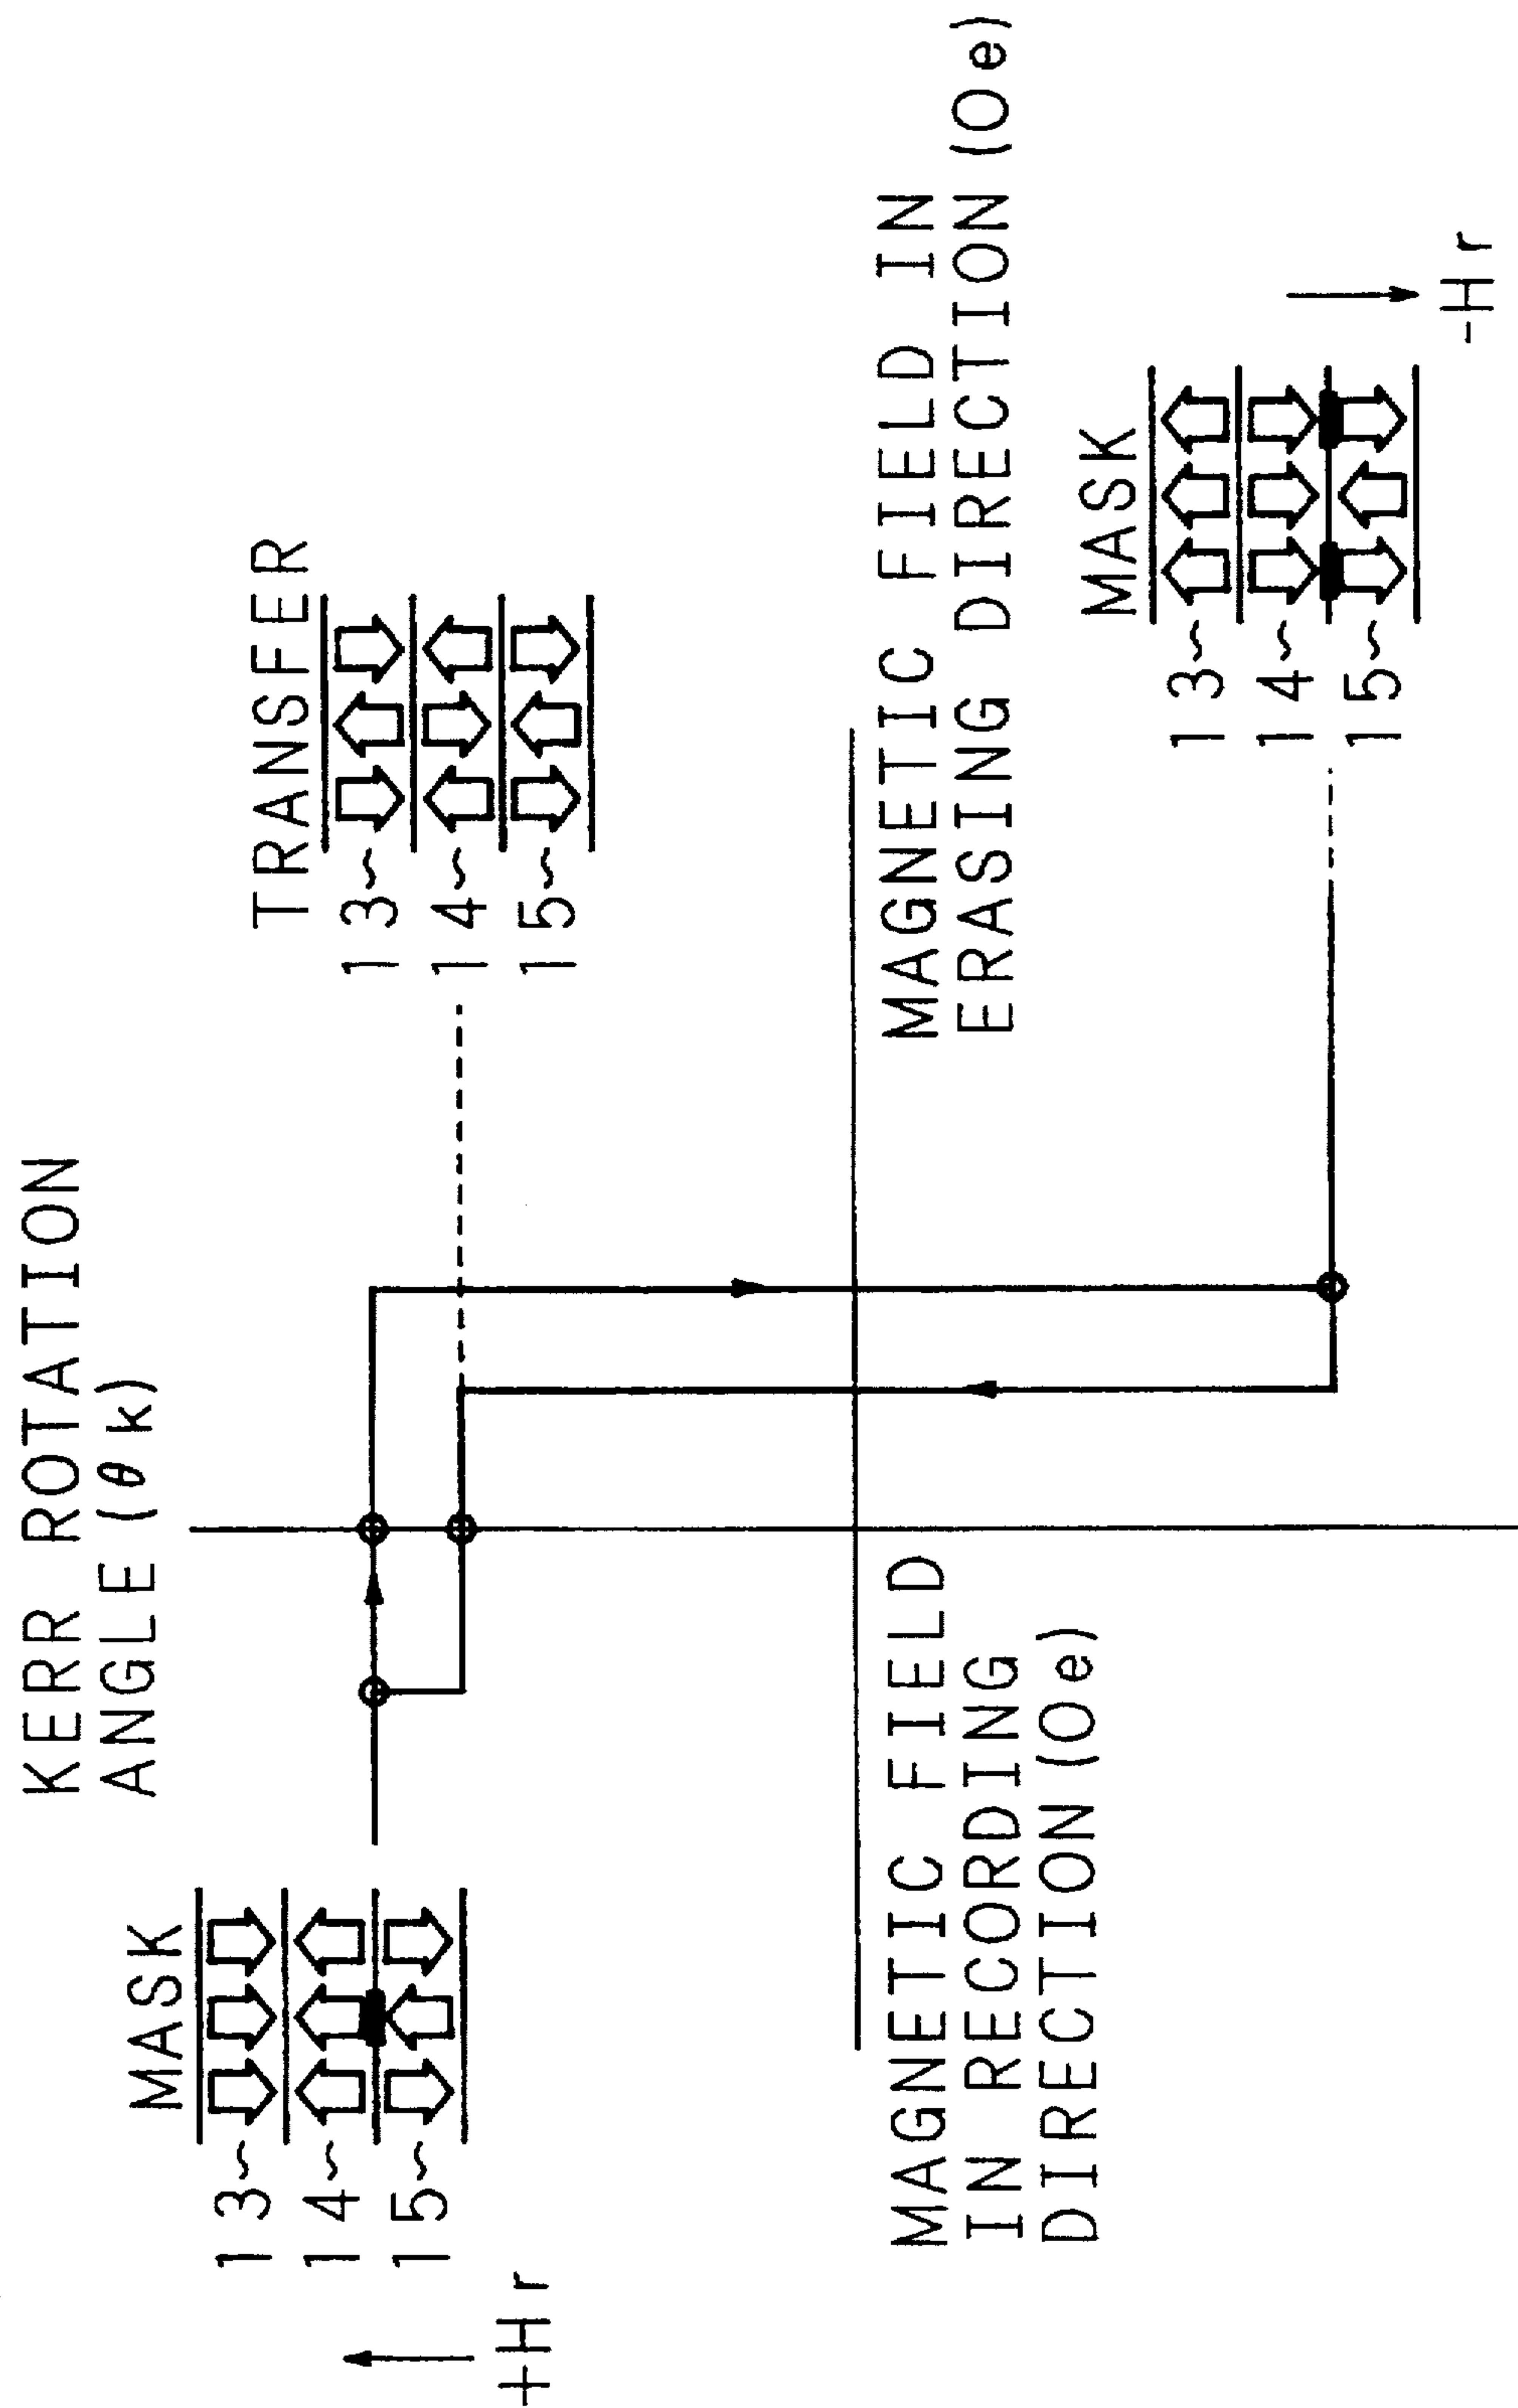 KERR ROTATION
ANGLE (θk)
MASK
13~
14~
15~
+Hr
TRANSFER
13~
14~
15~
MAGNETIC FIELD
IN RECORDING
DIRECTION (Oe)
MAGNETIC FIELD IN
ERASING DIRECTION (Oe)
MASK
13~
14~
15~
-Hr